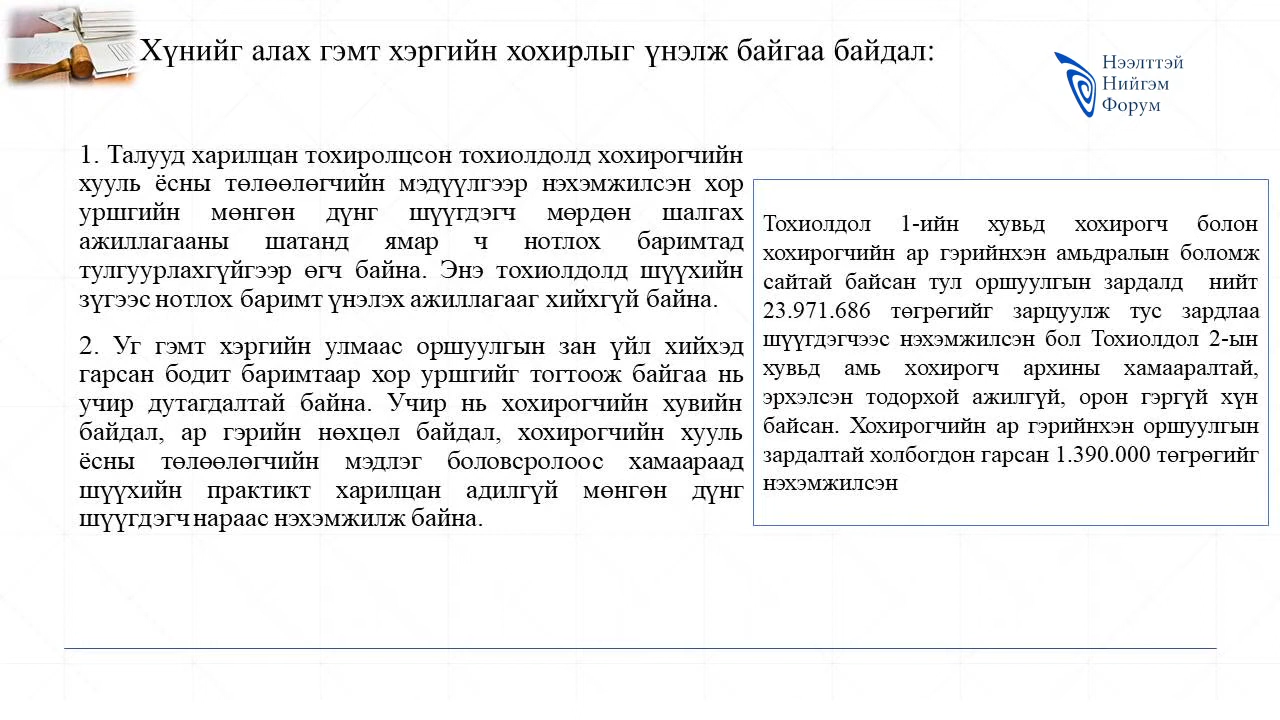 Хүнийг алах гэмт хэргийн хохирлыг үнэлж байгаа байдал:
Нээлттэй
Нийгэм
Форум
1. Талууд харилцан тохиролцсон тохиолдолд хохирогчийн
хууль ёсны төлөөлөгчийн мэдүүлгээр нэхэмжилсэн хор
уршгийн мөнгөн дүнг шүүгдэгч мөрдөн шалгах
ажиллагааны шатанд ямар ч нотлох баримтад
тулгуурлахгүйгээр өгч байна. Энэ тохиолдолд шүүхийн
зүгээс нотлох баримт үнэлэх ажиллагааг хийхгүй байна.
2. Уг гэмт хэргийн улмаас оршуулгын зан үйл хийхэд
гарсан бодит баримтаар хор уршгийг тогтоож байгаа нь
учир дутагдалтай байна. Учир нь хохирогчийн хувийн
байдал, ар гэрийн нөхцөл байдал, хохирогчийн хууль
ёсны төлөөлөгчийн мэдлэг боловсролоос хамаараад
шүүхийн практикт харилцан адилгүй мөнгөн дүнг
шүүгдэгч нараас нэхэмжилж байна.
Тохиолдол 1-ийн хувьд хохирогч болон
хохирогчийн ар гэрийнхэн амьдралын боломж
сайтай байсан тул оршуулгын зардалд нийт
23.971.686 төгрөгийг зарцуулж тус зардлаа
шүүгдэгчээс нэхэмжилсэн бол Тохиолдол 2-ын
хувьд амь хохирогч архины хамааралтай,
эрхэлсэн тодорхой ажилгүй, орон гэргүй хүн
байсан. Хохирогчийн ар гэрийнхэн оршуулгын
зардалтай холбогдон гарсан 1.390.000 төгрөгийг
нэхэмжилсэн